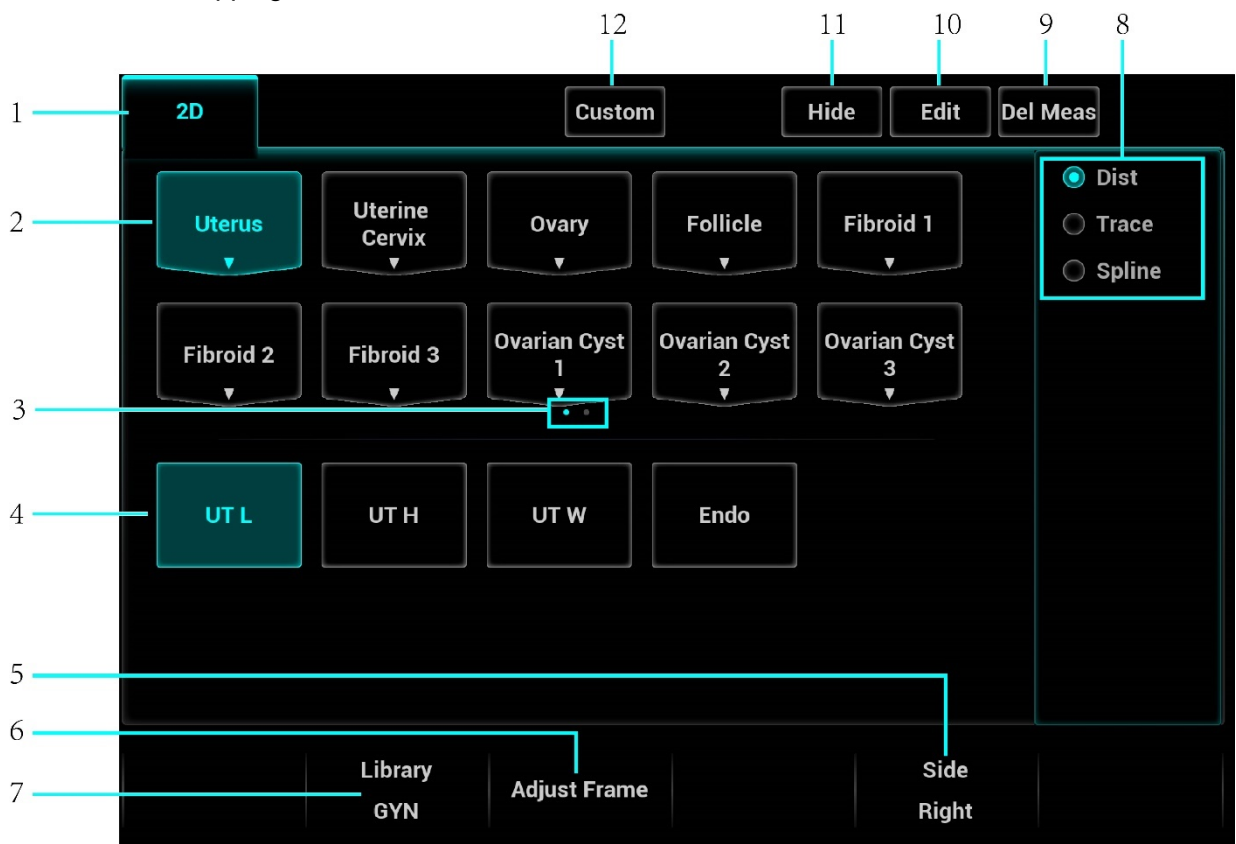 12 11 10 9 8
1 2D Custom Hide Edit Del Meas
Dist
Trace
Spline
2 Uterus Uterine Cervix Ovary Follicle Fibroid 1
Fibroid 2 Fibroid 3 Ovarian Cyst 1 Ovarian Cyst 2 Ovarian Cyst 3
3
4 UT L UT H UT W Endo
5
6
7 Library GYN Adjust Frame Side Right